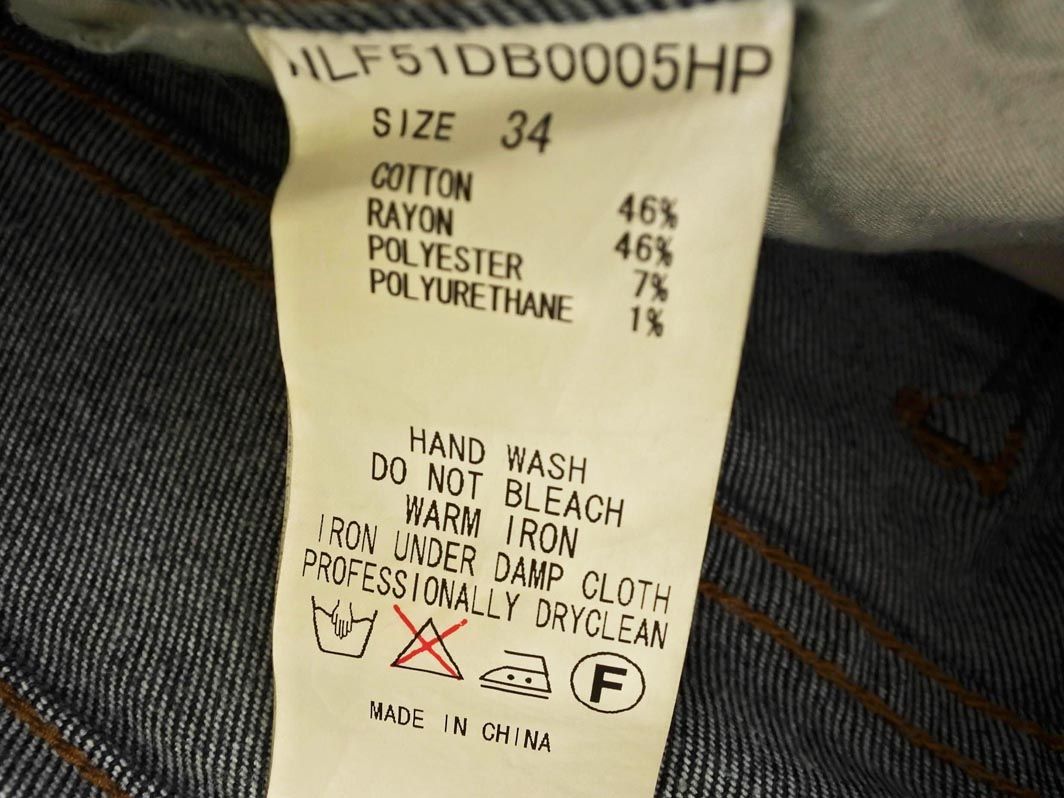 NLF51DB0005HP
SIZE 34
COTTON 46%
RAYON 46%
POLYESTER 7%
POLYURETHANE 1%
HAND WASH
DO NOT BLEACH
WARM IRON
IRON UNDER DAMP CLOTH
PROFESSIONALLY DRYCLEAN
F
MADE IN CHINA